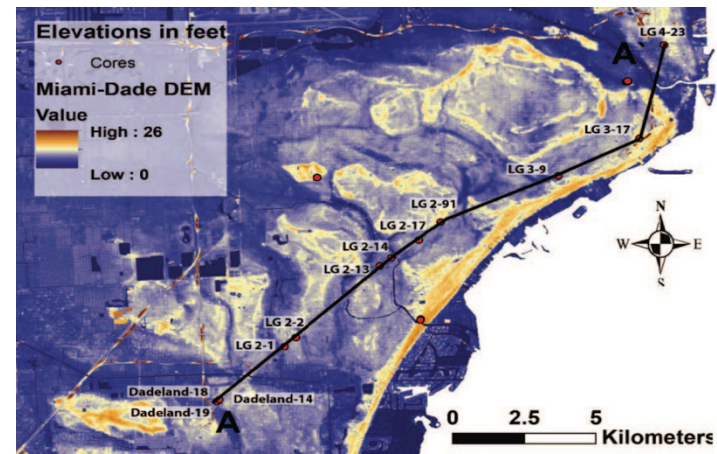 Elevations in feet
Cores
Miami-Dade DEM
Value
High : 26
Low : 0
LG 4-23
A
LG 3-17
LG 3-9
LG 2-91
LG 2-17
LG 2-14
LG 2-13
N
W E
S
LG 2-2
LG 2-1
Dadeland-18
Dadeland-14
Dadeland-19
A
0 2.5 5
Kilometers